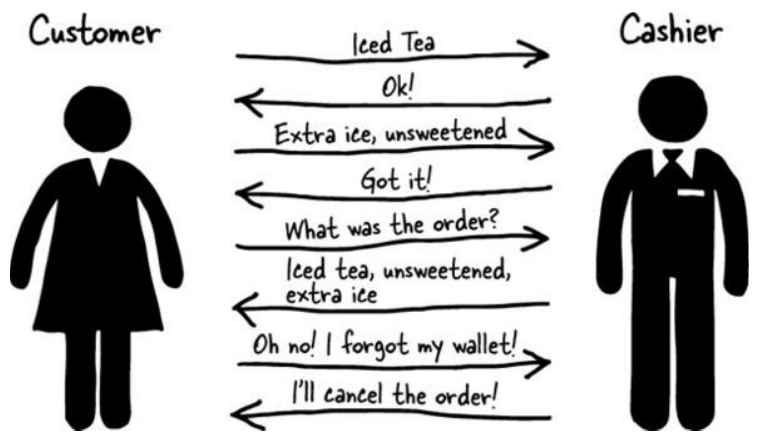 Customer
Cashier
Iced Tea
Ok!
Extra ice, unsweetened
Got it!
What was the order?
Iced tea, unsweetened,
extra ice
Oh no! I forgot my wallet!
I'll cancel the order!